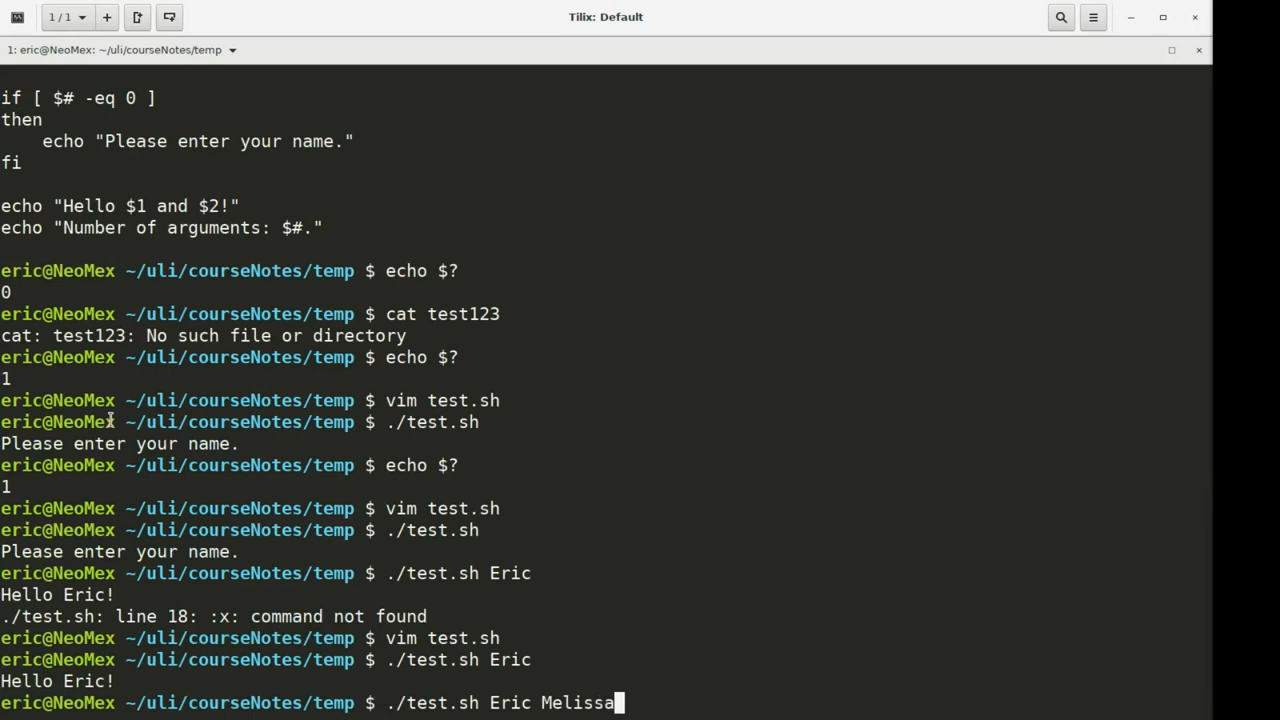 1 / 1
Tilix: Default
1: eric@NeoMex: ~/uli/courseNotes/temp
if [ $# -eq 0 ]
then
    echo "Please enter your name."
fi
echo "Hello $1 and $2!"
echo "Number of arguments: $#."
eric@NeoMex ~/uli/courseNotes/temp $ echo $?
0
eric@NeoMex ~/uli/courseNotes/temp $ cat test123
cat: test123: No such file or directory
eric@NeoMex ~/uli/courseNotes/temp $ echo $?
1
eric@NeoMex ~/uli/courseNotes/temp $ vim test.sh
eric@NeoMex ~/uli/courseNotes/temp $ ./test.sh
Please enter your name.
eric@NeoMex ~/uli/courseNotes/temp $ echo $?
1
eric@NeoMex ~/uli/courseNotes/temp $ vim test.sh
eric@NeoMex ~/uli/courseNotes/temp $ ./test.sh
Please enter your name.
eric@NeoMex ~/uli/courseNotes/temp $ ./test.sh Eric
Hello Eric!
./test.sh: line 18: :x: command not found
eric@NeoMex ~/uli/courseNotes/temp $ vim test.sh
eric@NeoMex ~/uli/courseNotes/temp $ ./test.sh Eric
Hello Eric!
eric@NeoMex ~/uli/courseNotes/temp $ ./test.sh Eric Melissa